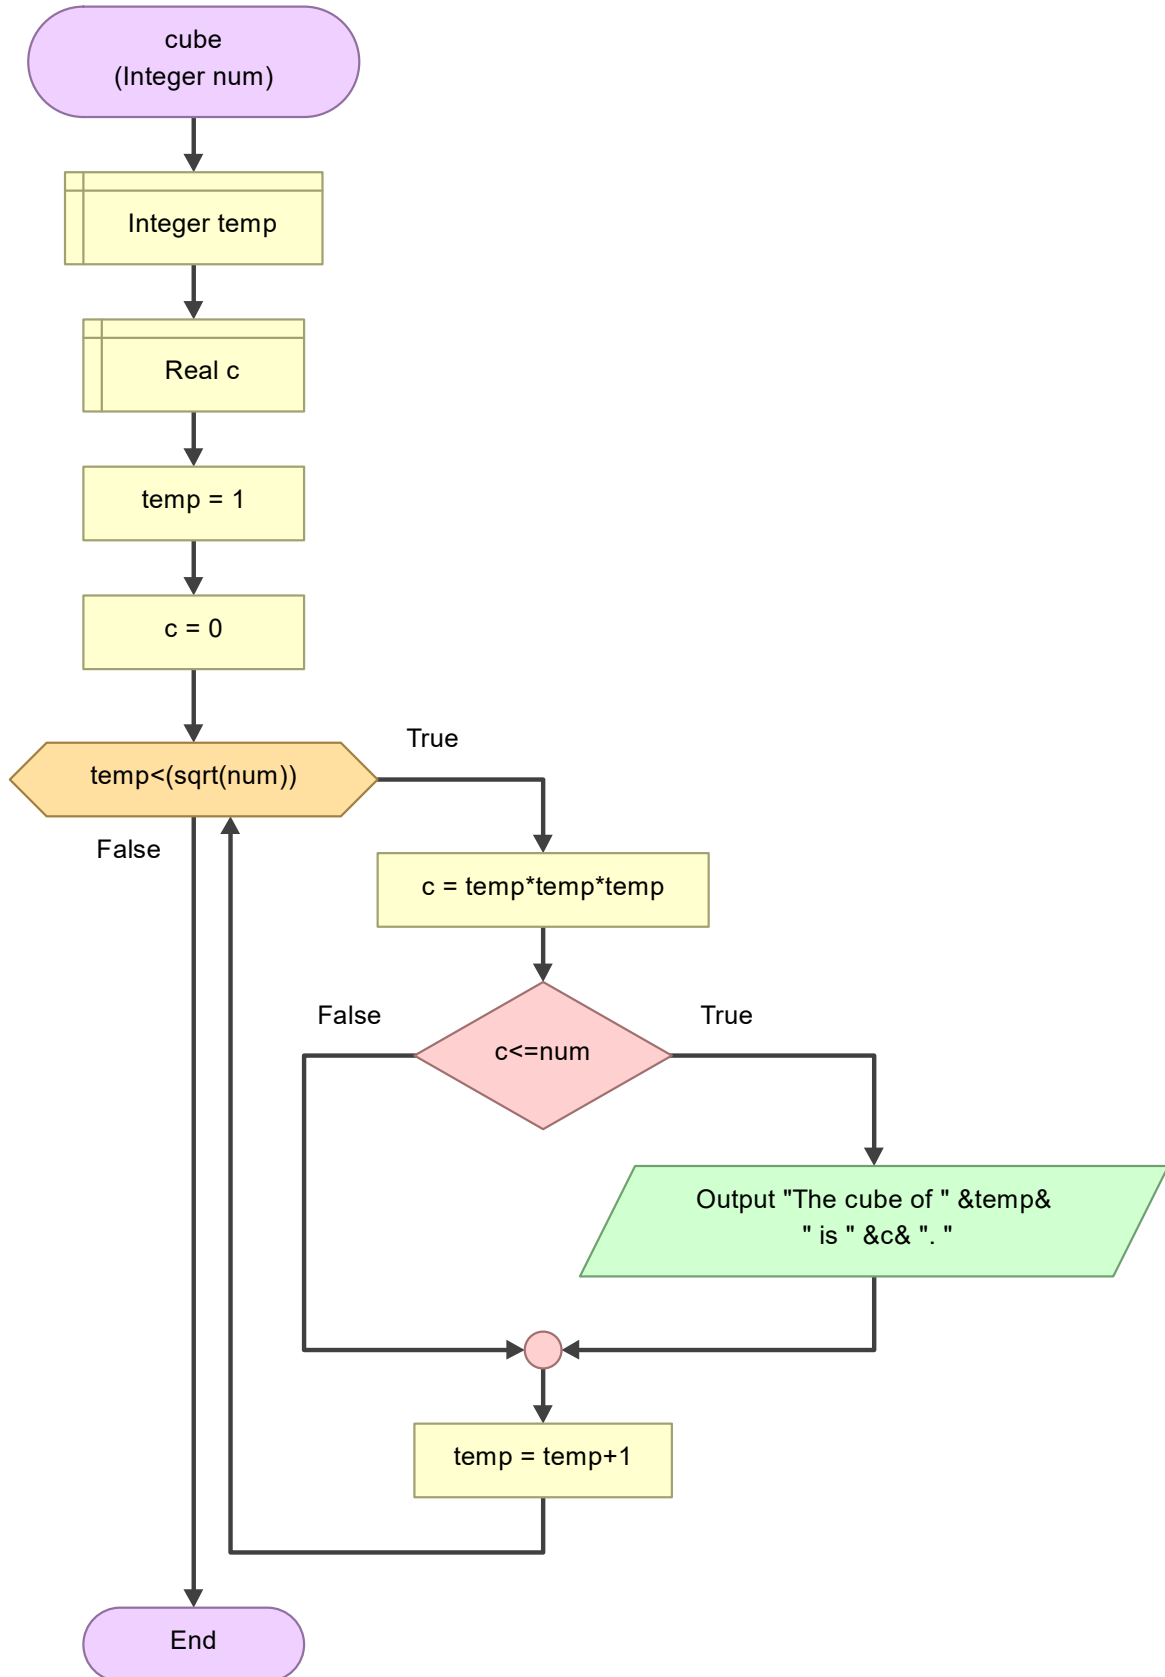 cube
(Integer num)
Integer temp
Real c
temp = 1
c = 0
temp<(sqrt(num))
True
False
c = temp*temp*temp
c<=num
False
True
Output "The cube of " &temp&
" is " &c& ". "
temp = temp+1
End